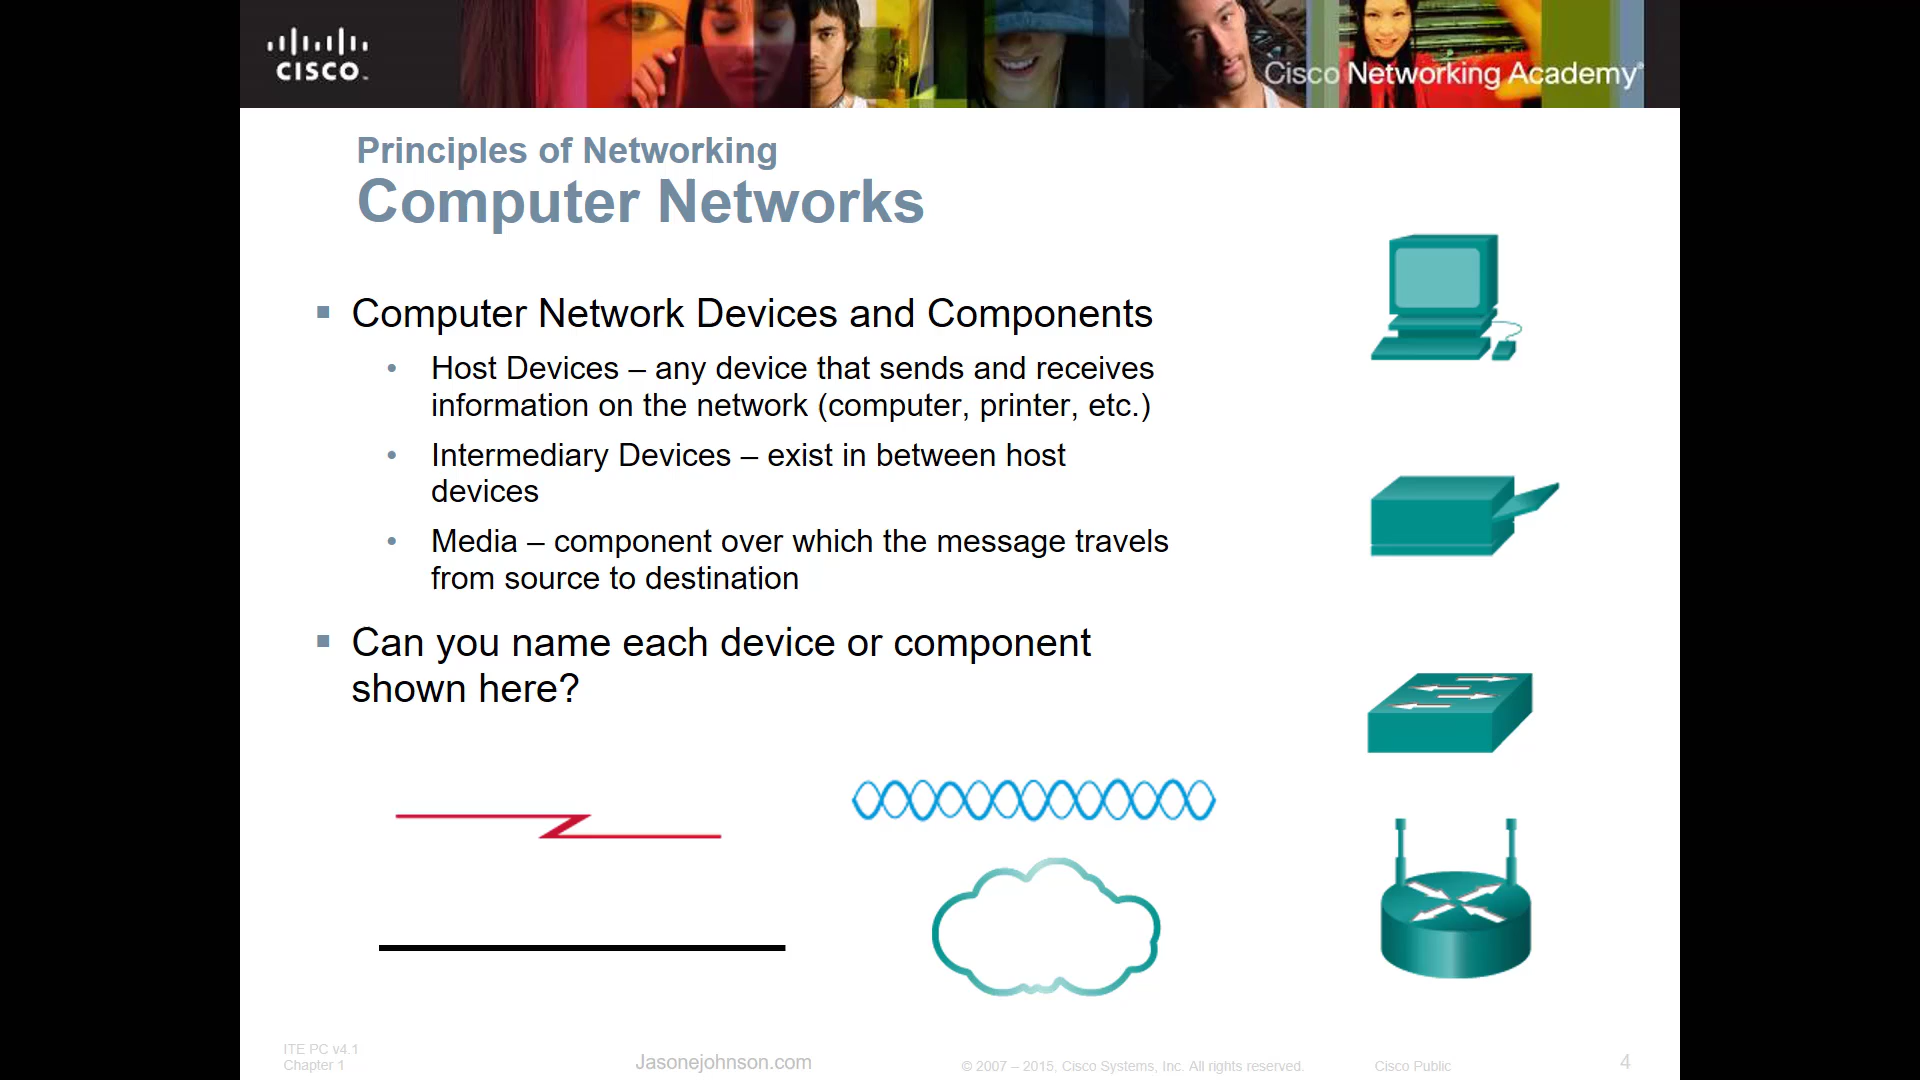 CISCO
Cisco Networking Academy®
Principles of Networking
Computer Networks
Computer Network Devices and Components
Host Devices – any device that sends and receives
information on the network (computer, printer, etc.)
Intermediary Devices – exist in between host
devices
Media – component over which the message travels
from source to destination
Can you name each device or component
shown here?
ITE PC v4.1
Chapter 1
Jasonejohnson.com
© 2007 – 2015, Cisco Systems, Inc. All rights reserved.
Cisco Public
4